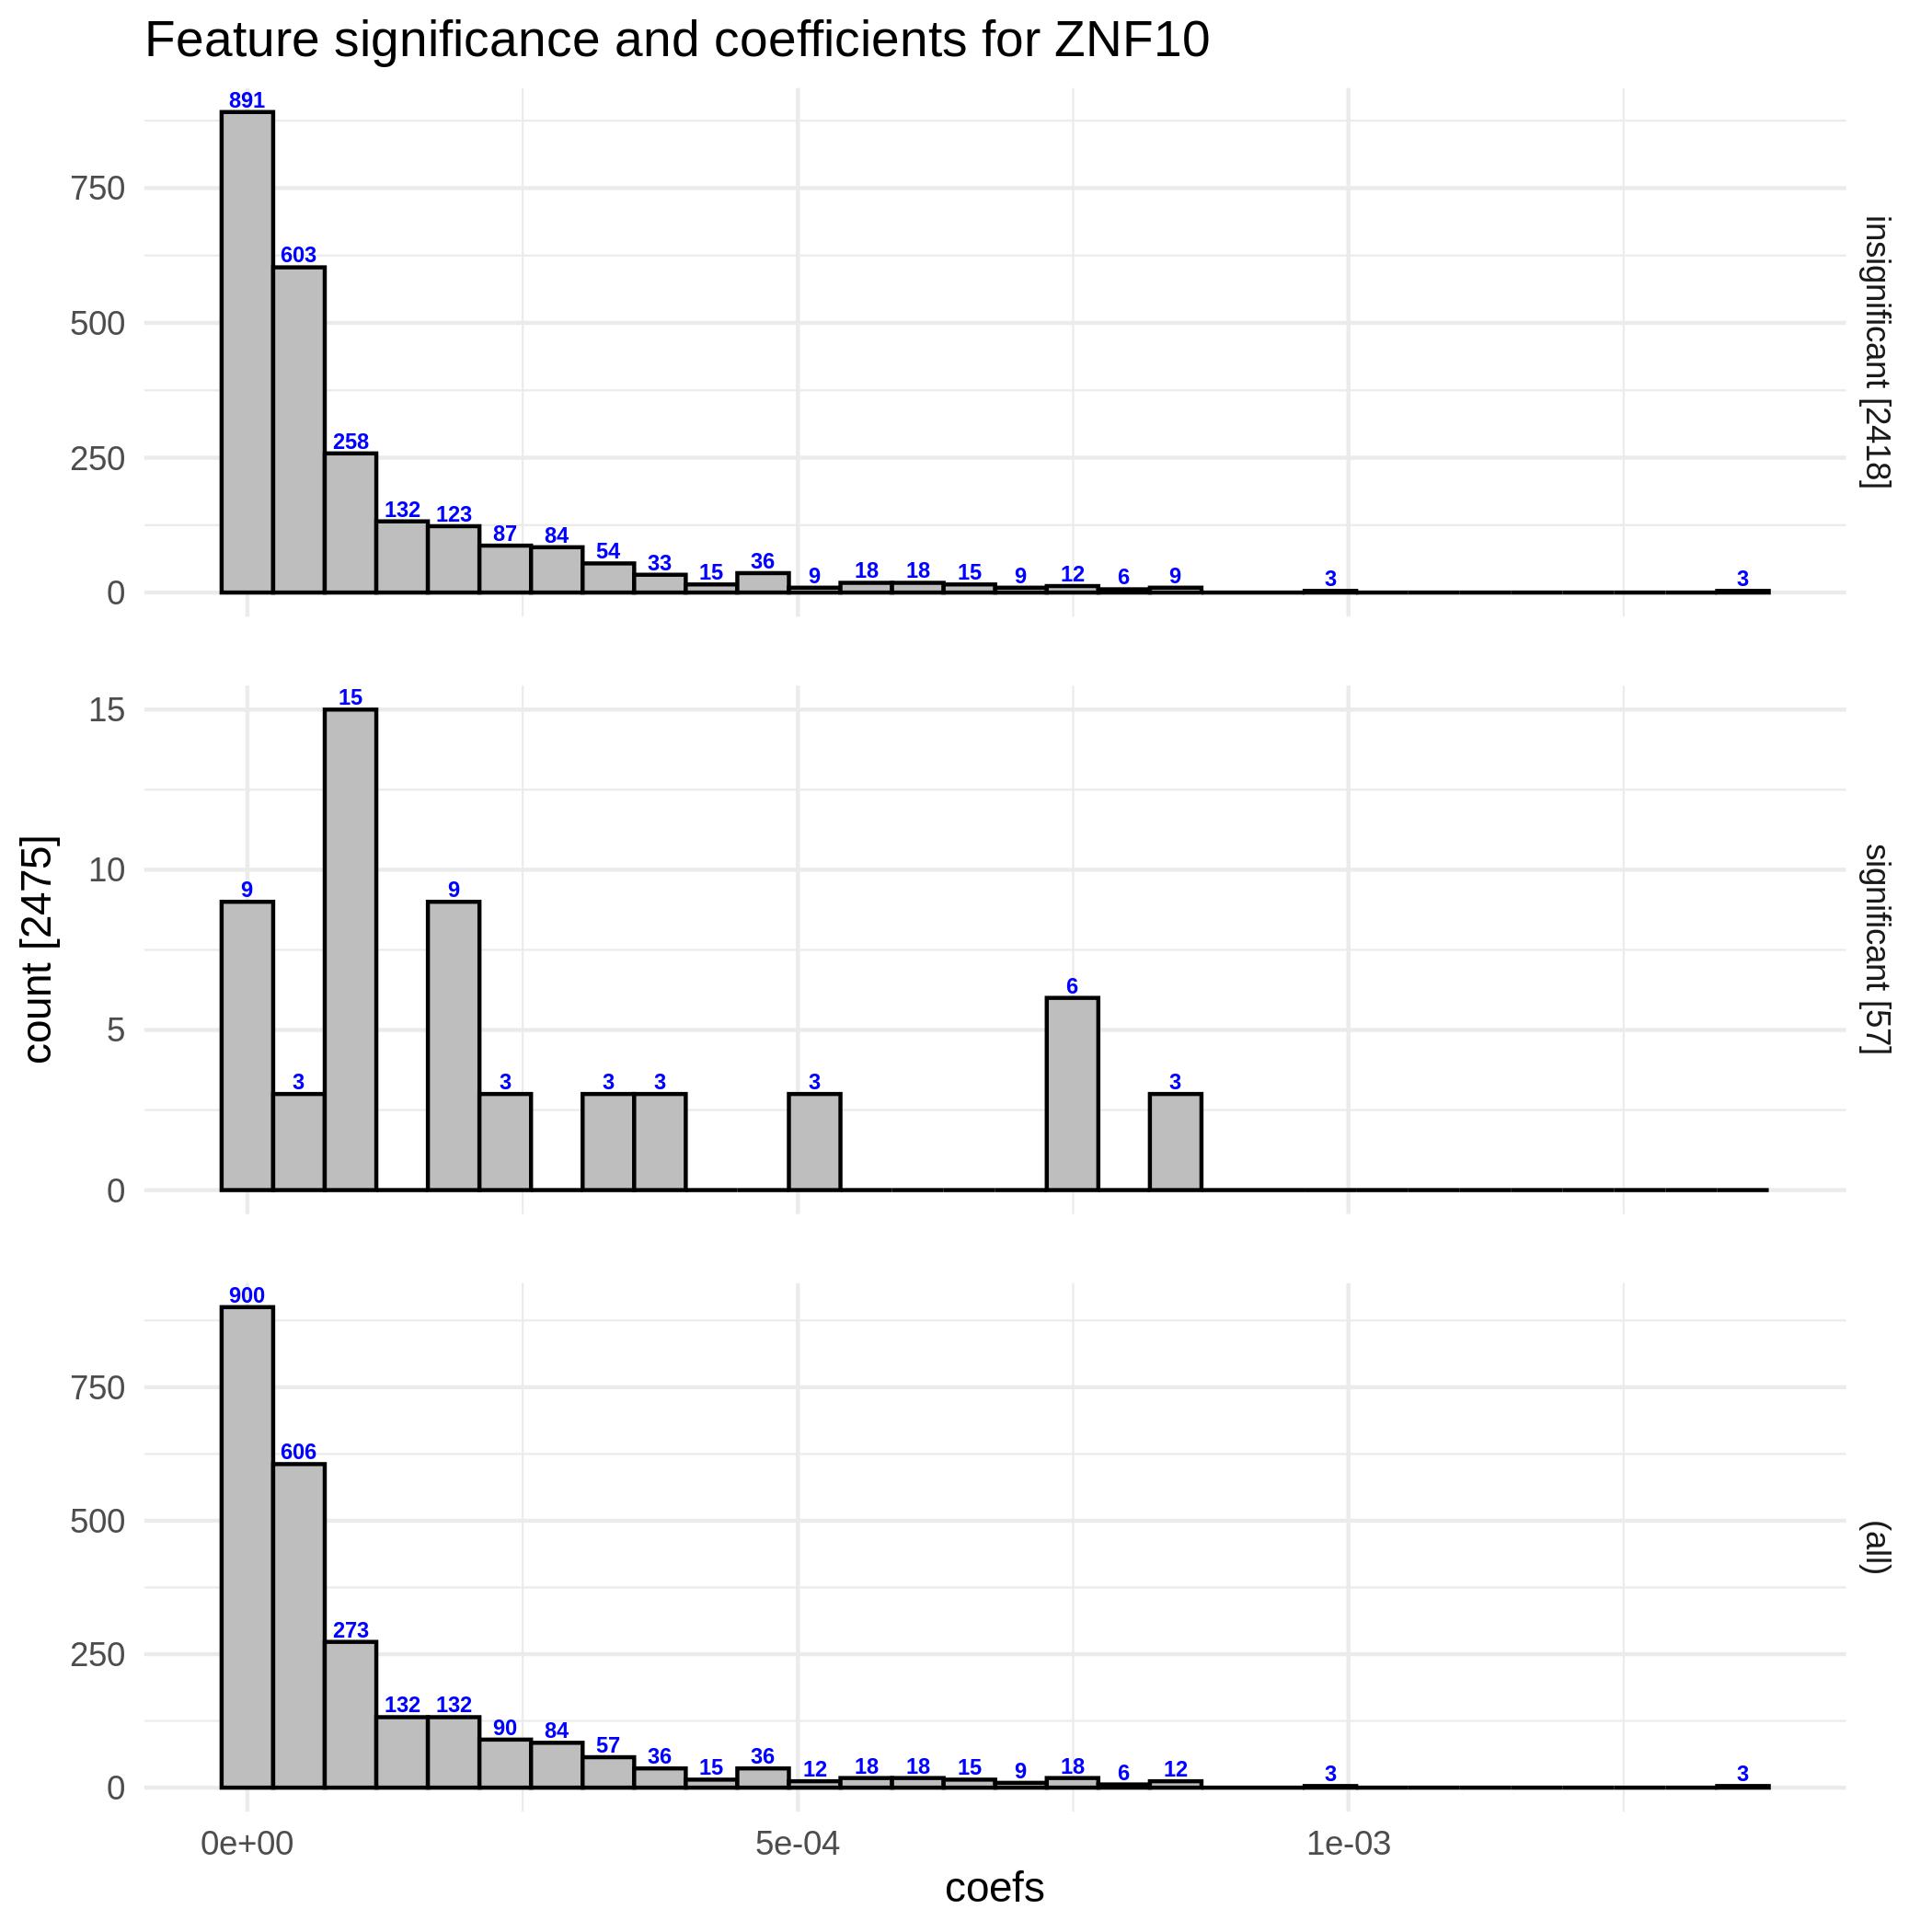 Feature significance and coefficients for ZNF10
count [2475]
891
603
258
132 123
87 84
54 33 15 36 9 18 18 15 9 12 6 9 3 3
750
500
250
0
insignificant [2418]
9 3 15 9 3 3 3 3 6 3
15
10
5
0
significant [57]
900
606
273
132 132
90 84
57 36 15 36 12 18 18 15 9 18 6 12 3 3
750
500
250
0
(all)
0e+00 5e-04 1e-03
coefs